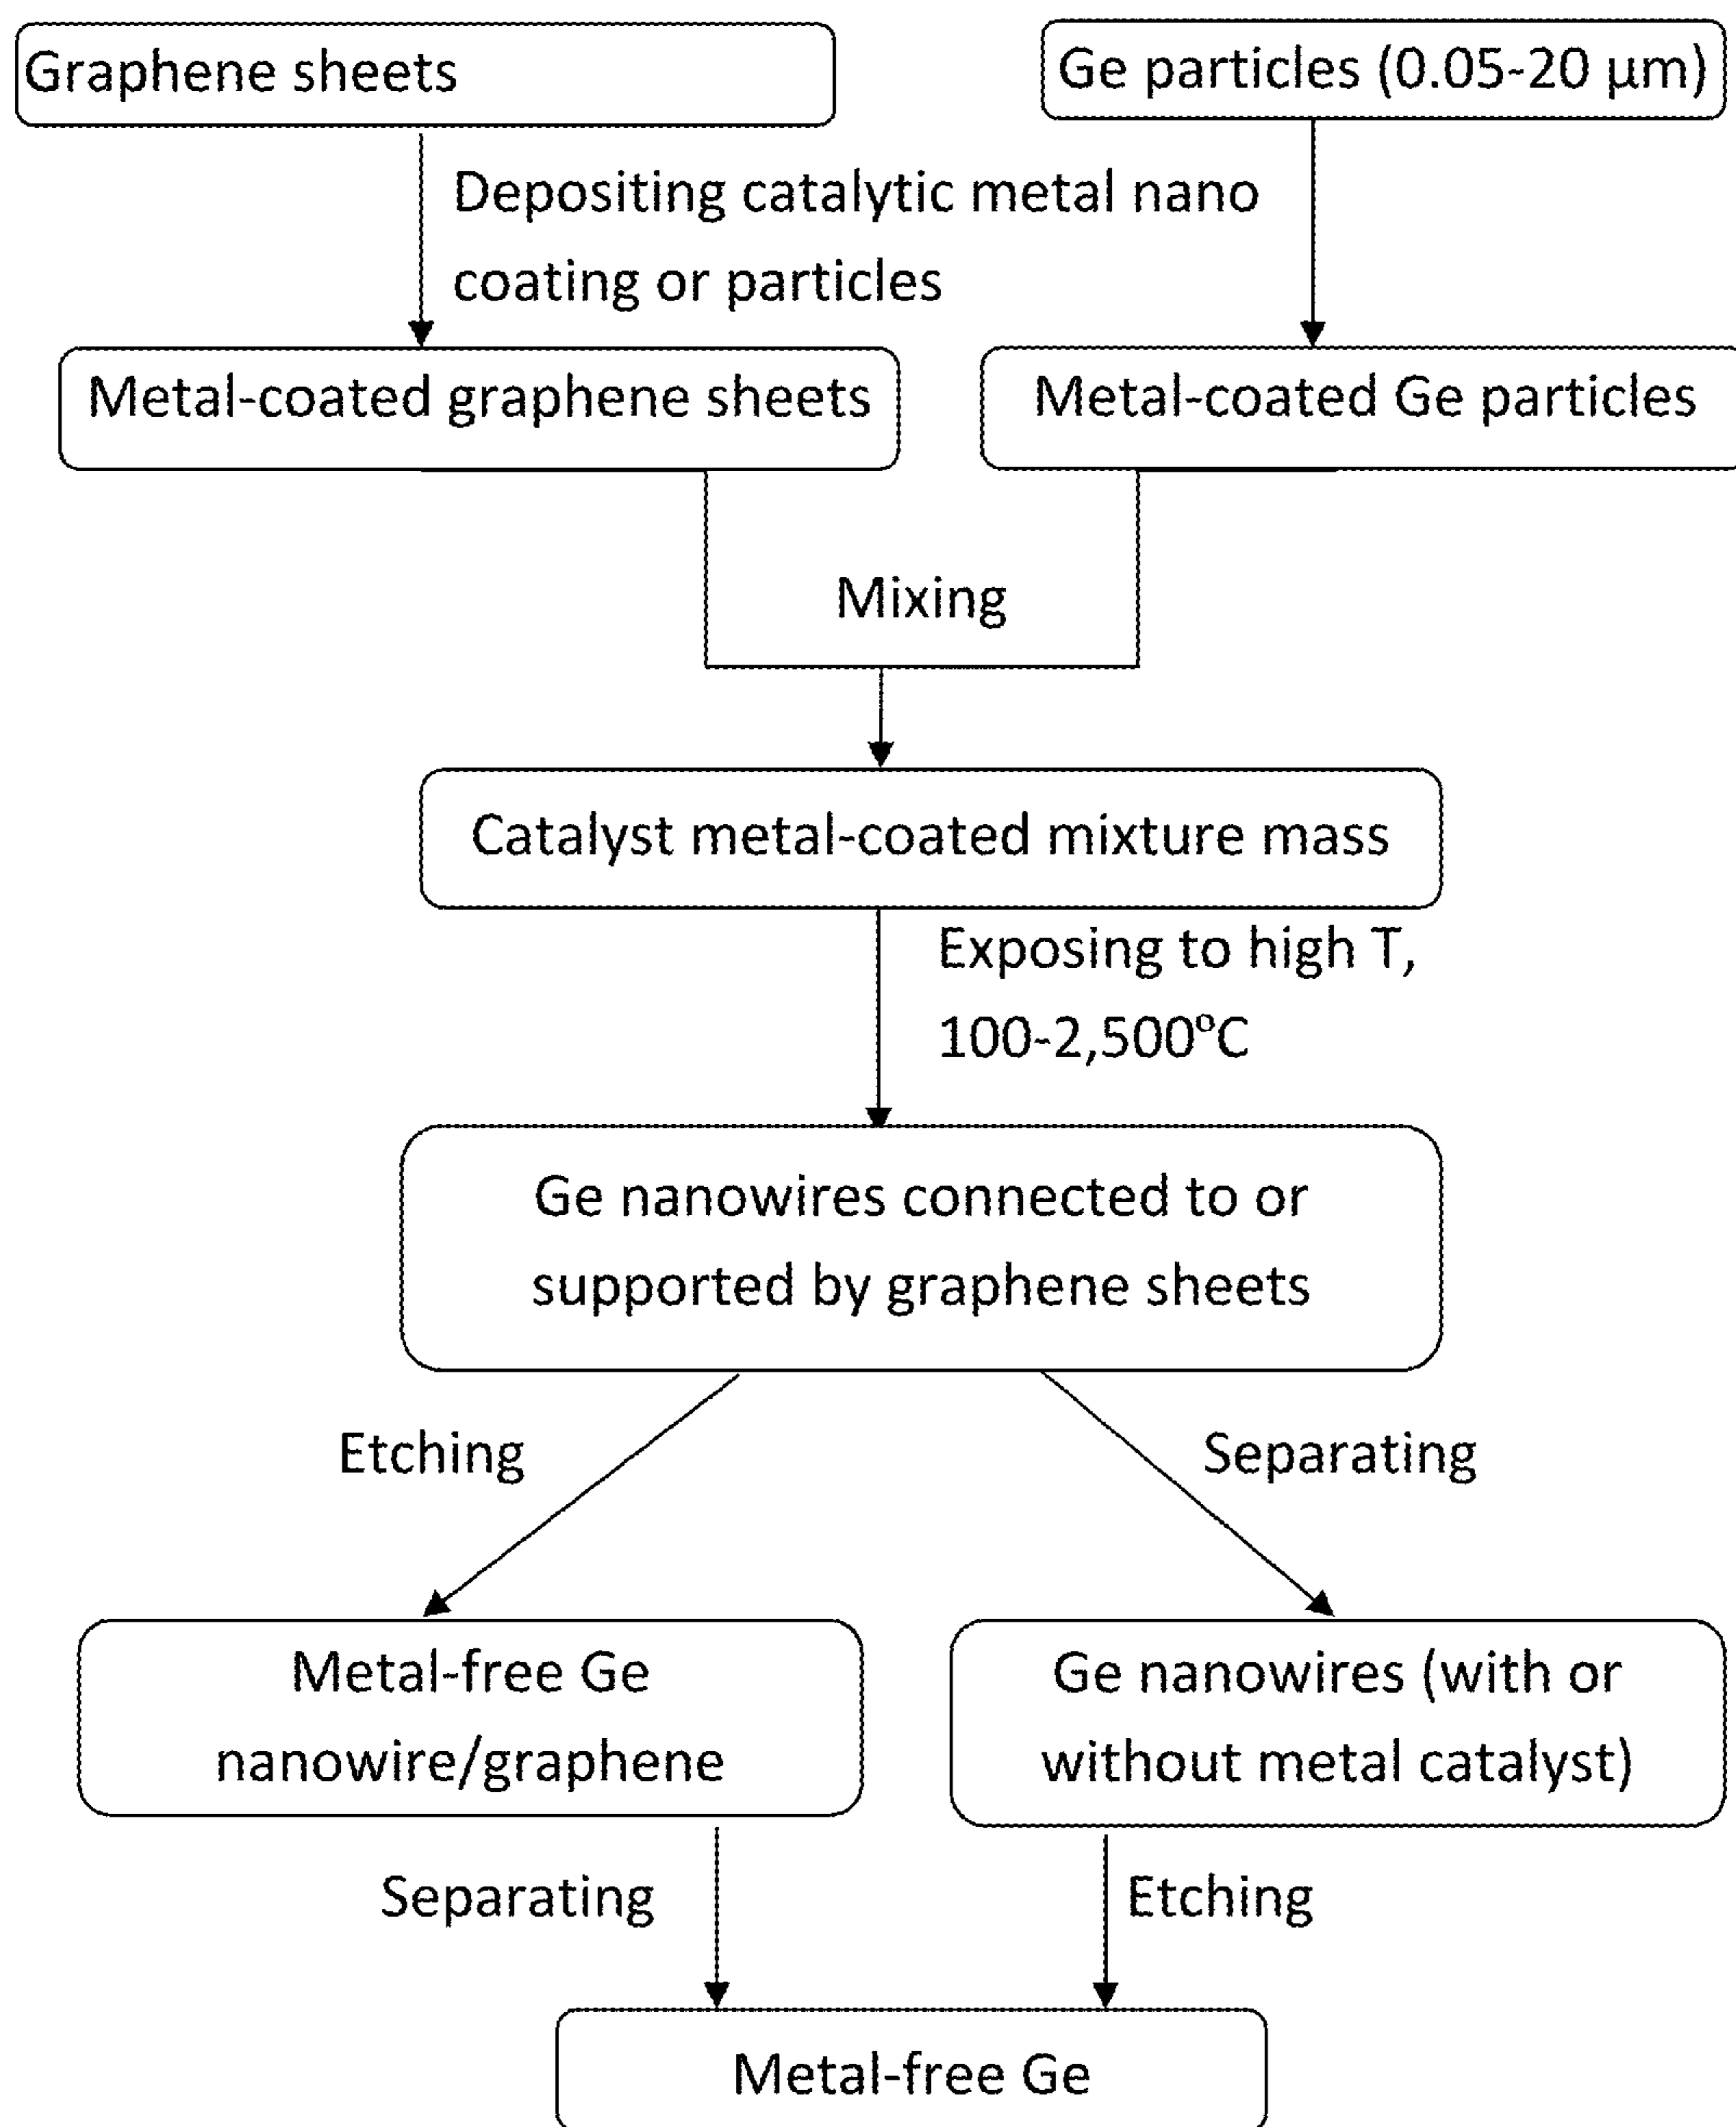 Graphene sheets
Ge particles (0.05-20 µm)
Depositing catalytic metal nano
coating or particles
Metal-coated graphene sheets
Metal-coated Ge particles
Mixing
Catalyst metal-coated mixture mass
Exposing to high T,
100-2,500°C
Ge nanowires connected to or
supported by graphene sheets
Etching
Separating
Metal-free Ge
nanowire/graphene
Ge nanowires (with or
without metal catalyst)
Separating
Etching
Metal-free Ge